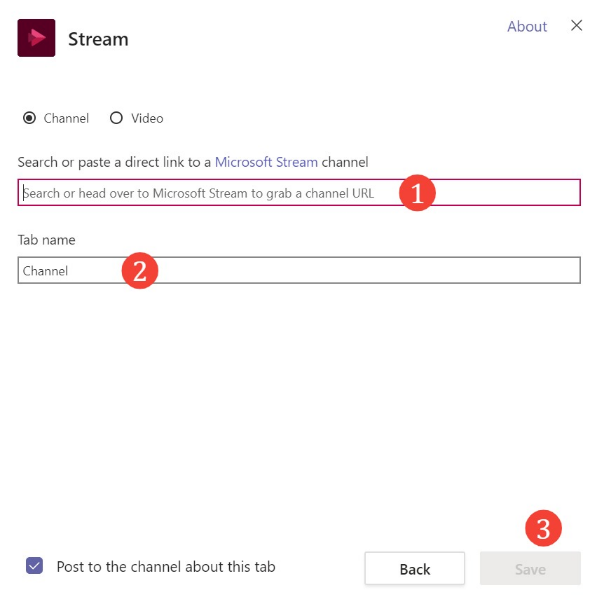 Stream
About
Channel Video
Search or paste a direct link to a Microsoft Stream channel
Search or head over to Microsoft Stream to grab a channel URL 1
Tab name
Channel 2
3
Post to the channel about this tab Back Save